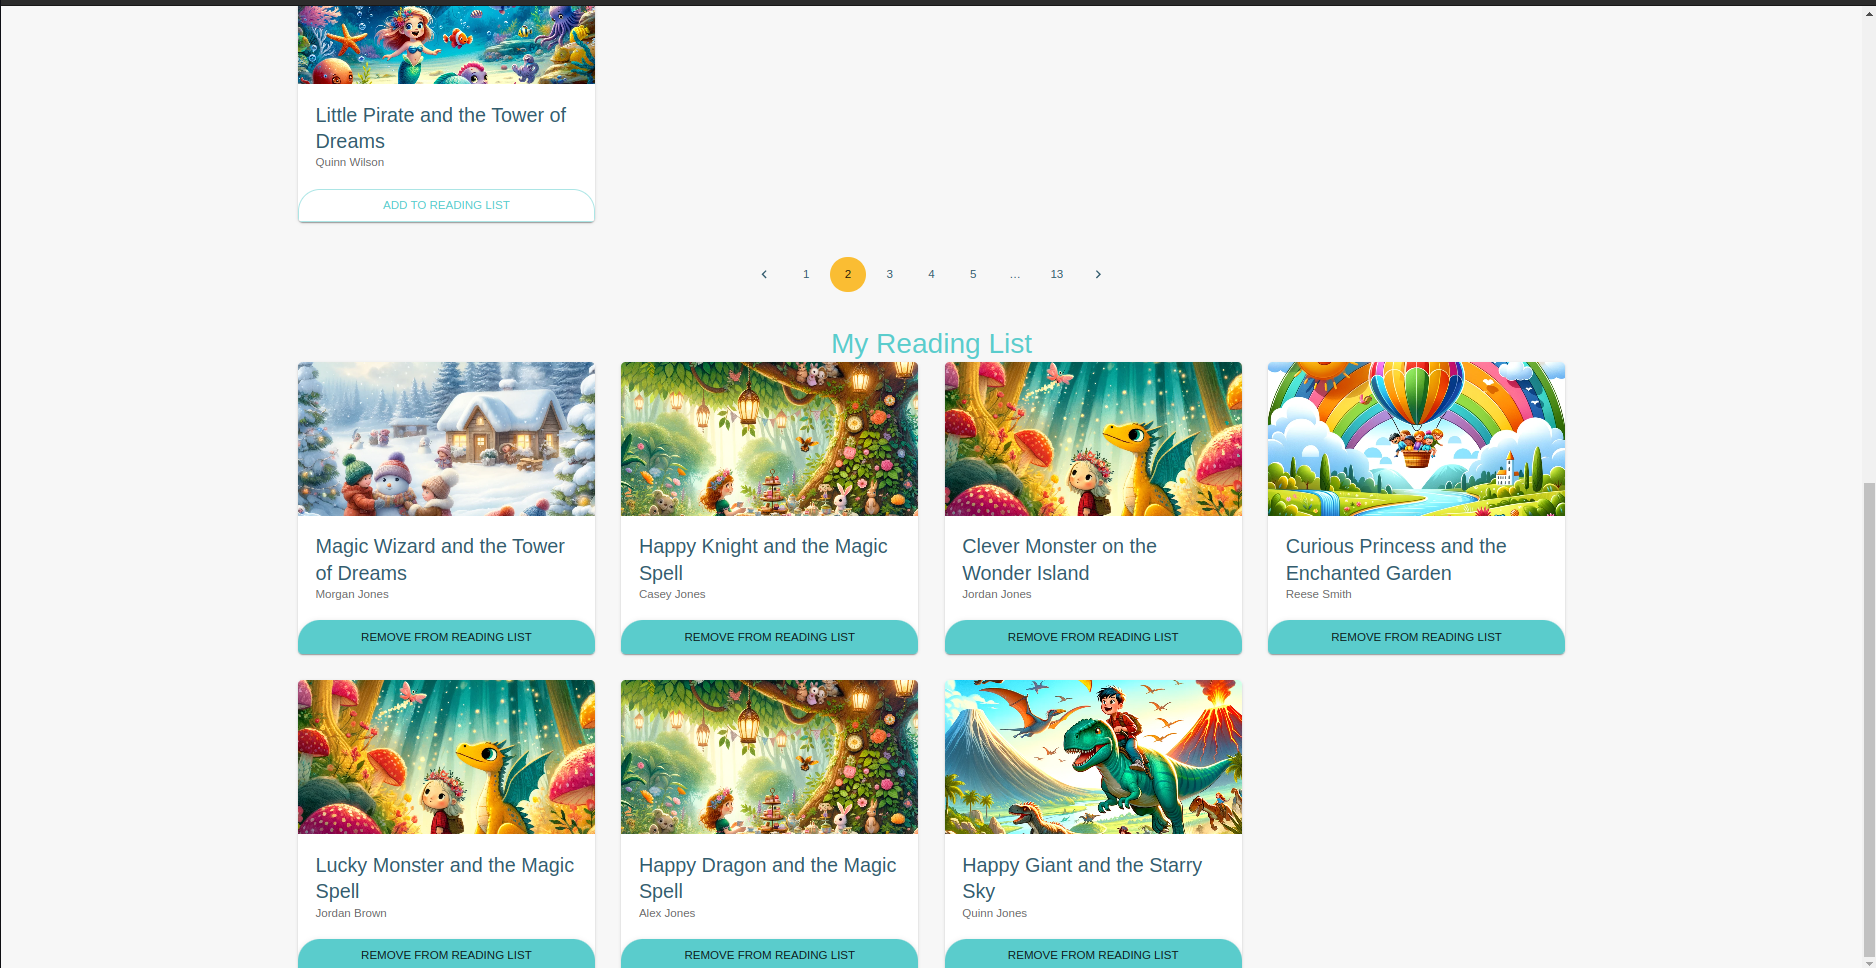 Little Pirate and the Tower of
Dreams
Quinn Wilson
ADD TO READING LIST
1 2 3 4 5 ... 13
My Reading List
Magic Wizard and the Tower
of Dreams
Morgan Jones
REMOVE FROM READING LIST
Happy Knight and the Magic
Spell
Casey Jones
REMOVE FROM READING LIST
Clever Monster on the
Wonder Island
Jordan Jones
REMOVE FROM READING LIST
Curious Princess and the
Enchanted Garden
Reese Smith
REMOVE FROM READING LIST
Lucky Monster and the Magic
Spell
Jordan Brown
REMOVE FROM READING LIST
Happy Dragon and the Magic
Spell
Alex Jones
REMOVE FROM READING LIST
Happy Giant and the Starry
Sky
Quinn Jones
REMOVE FROM READING LIST